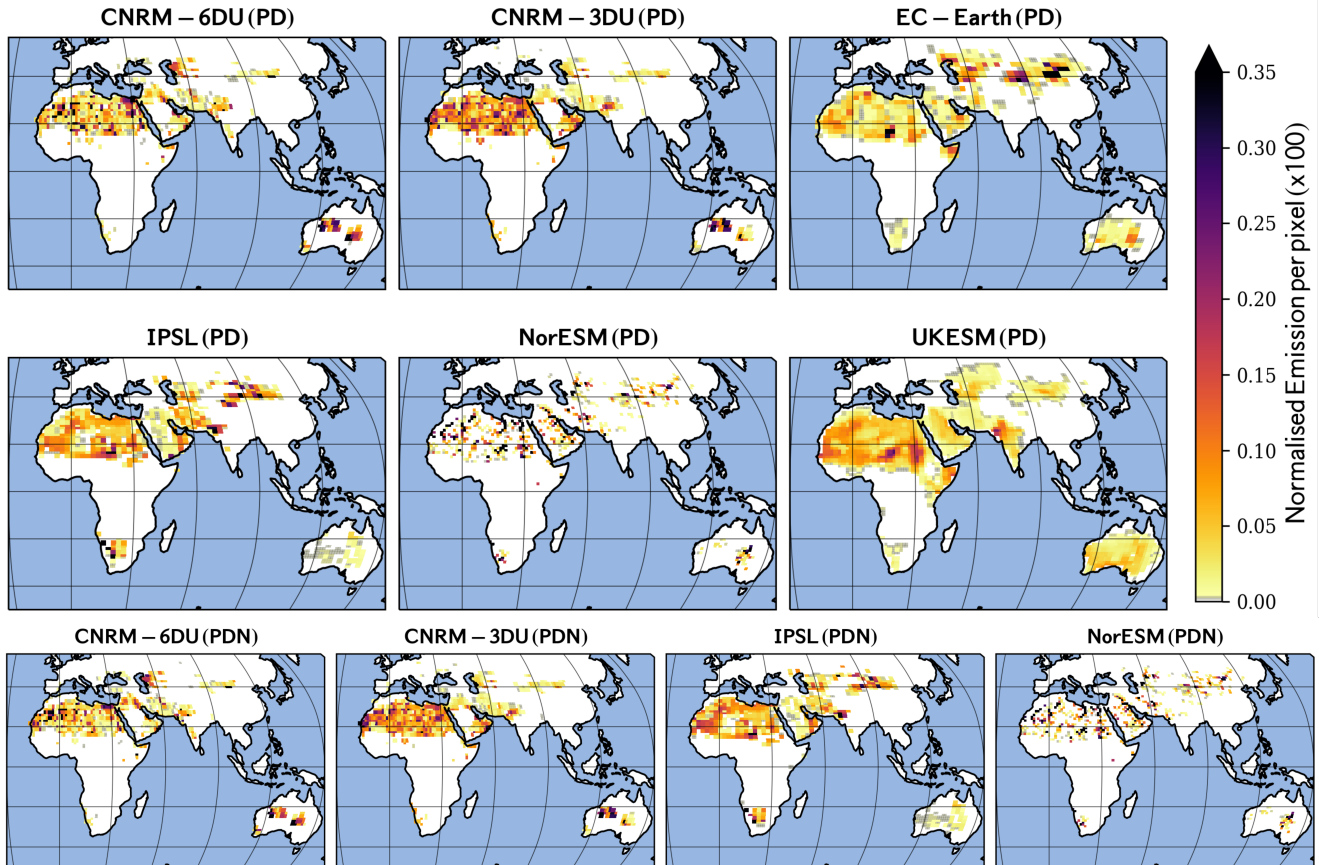 CNRM – 6DU (PD)
CNRM – 3DU (PD)
EC – Earth (PD)
0.35
0.30
0.25
0.20
0.15
0.10
0.05
0.00
Normalised Emission per pixel (x100)
IPSL (PD)
NorESM (PD)
UKESM (PD)
CNRM – 6DU (PDN)
CNRM – 3DU (PDN)
IPSL (PDN)
NorESM (PDN)